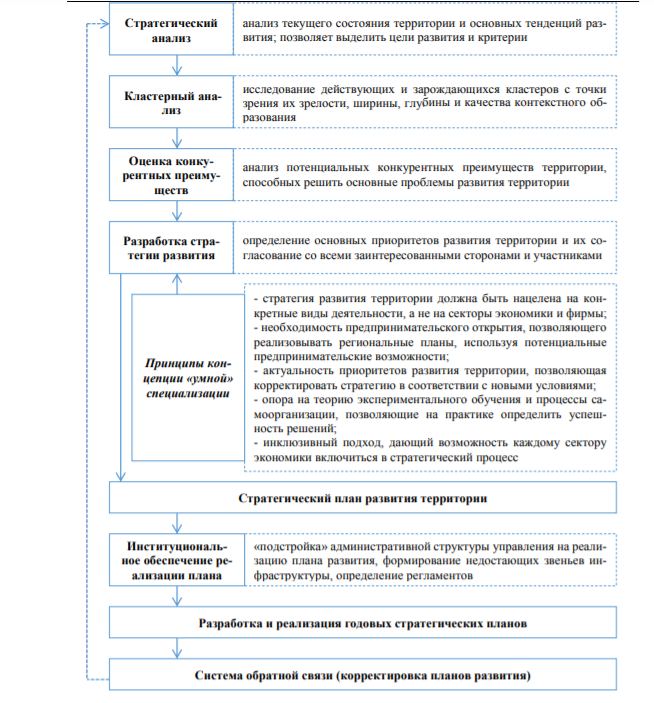 Стратегический
анализ
анализ текущего состояния территории и основных тенденций раз-
вития; позволяет выделить цели развития и критерии
Кластерный ана-
лиз
исследование действующих и зарождающихся кластеров с точки
зрения их зрелости, ширины, глубины и качества контекстного об-
разования
Оценка конку-
рентных преиму-
ществ
анализ потенциальных конкурентных преимуществ территории,
способных решить основные проблемы развития территории
Разработка стра-
тегии развития
определение основных приоритетов развития территории и их со-
гласование со всеми заинтересованными сторонами и участниками
Принципы кон-
цепции «умной»
специализации
- стратегия развития территории должна быть нацелена на кон-
кретные виды деятельности, а не на секторы экономики и фирмы;
- необходимость предпринимательского открытия, позволяющего
реализовывать региональные планы, используя потенциальные
предпринимательские возможности;
- актуальность приоритетов развития территории, позволяющая
корректировать стратегию в соответствии с новыми условиями;
- опора на теорию экспериментального обучения и процессы са-
моорганизации, позволяющие на практике определить успеш-
ность решений;
- инклюзивный подход, дающий возможность каждому сектору
экономики включиться в стратегический процесс
Стратегический план развития территории
Институциональ-
ное обеспечение ре-
ализации плана
«подстройка» административной структуры управления на реали-
зацию плана развития, формирование недостающих звеньев ин-
фраструктуры, определение регламентов
Разработка и реализация годовых стратегических планов
Система обратной связи (корректировка планов развития)